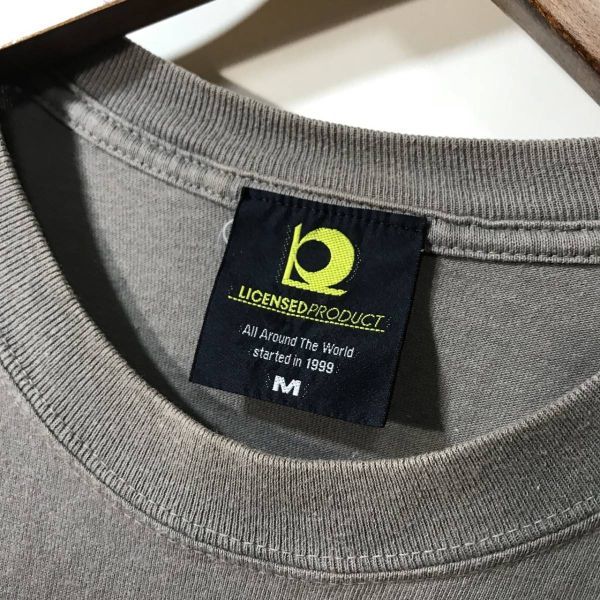 LICENSEDPRODUCT
All Around The World
started in 1999
M